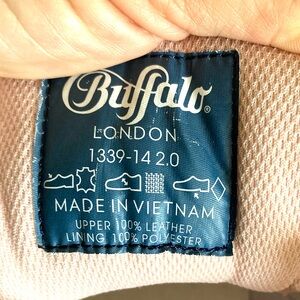 Buffalo®
LONDON
1339-14 2.0
MADE IN VIETNAM
UPPER 100% LEATHER
LINING 100% POLYESTER